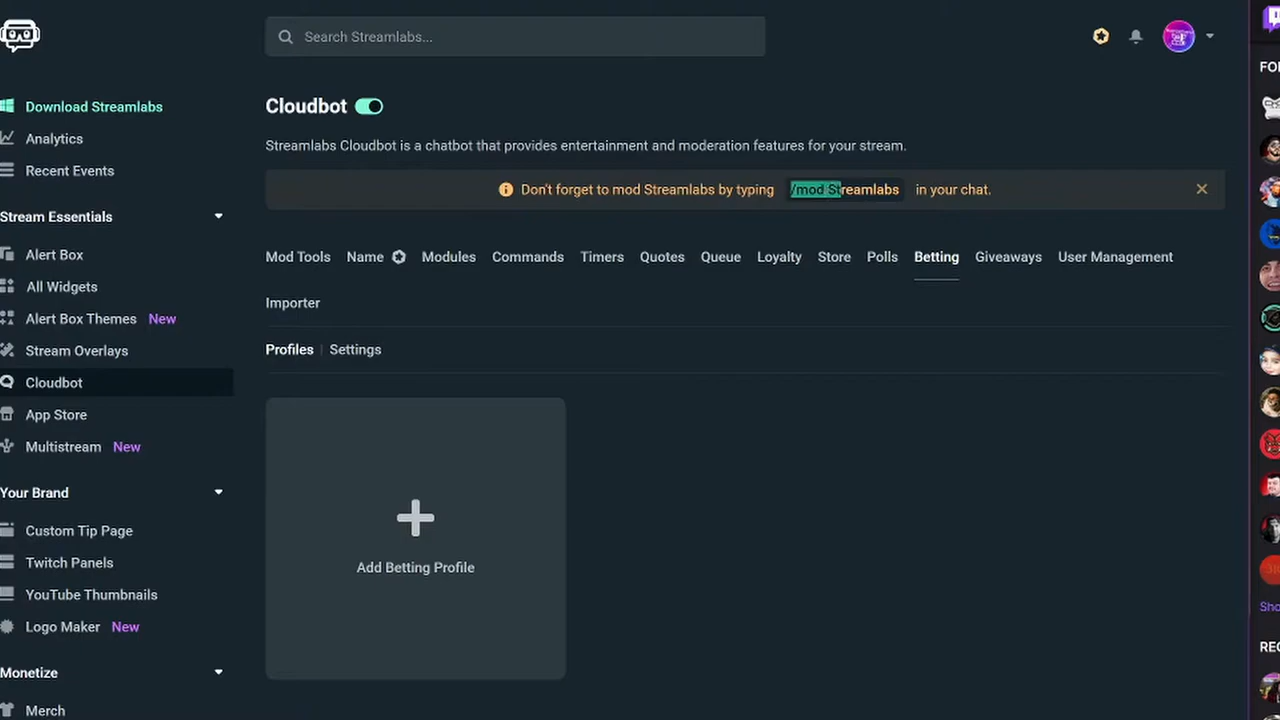 Search Streamlabs...
Download Streamlabs
Analytics
Recent Events
Stream Essentials
Alert Box
All Widgets
Alert Box Themes New
Stream Overlays
Cloudbot
App Store
Multistream New
Your Brand
Custom Tip Page
Twitch Panels
YouTube Thumbnails
Logo Maker New
Monetize
Merch
Cloudbot
Streamlabs Cloudbot is a chatbot that provides entertainment and moderation features for your stream.
Don't forget to mod Streamlabs by typing /mod Streamlabs in your chat.
Mod Tools Name Modules Commands Timers Quotes Queue Loyalty Store Polls Betting Giveaways User Management
Importer
Profiles Settings
Add Betting Profile
FO
Sho
REC